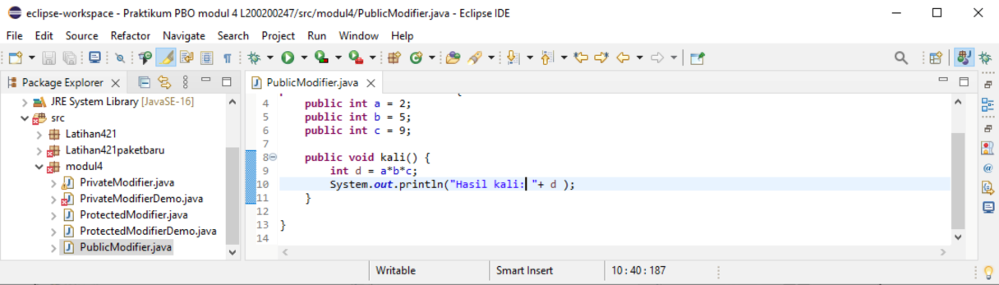 eclipse-workspace - Praktikum PBO modul 4 L200200247/src/modul4/PublicModifier.java - Eclipse IDE
File Edit Source Refactor Navigate Search Project Run Window Help
Package Explorer
JRE System Library [JavaSE-16]
src
Latihan421
Latihan421paketbaru
modul4
PrivateModifier.java
PrivateModifierDemo.java
ProtectedModifier.java
ProtectedModifierDemo.java
PublicModifier.java
PublicModifier.java
4 public int a = 2;
5 public int b = 5;
6 public int c = 9;
7
8 public void kali() {
9 int d = a*b*c;
10 System.out.println("Hasil kali: "+ d );
11 }
12
13 }
14
Writable Smart Insert 10 : 40 : 187